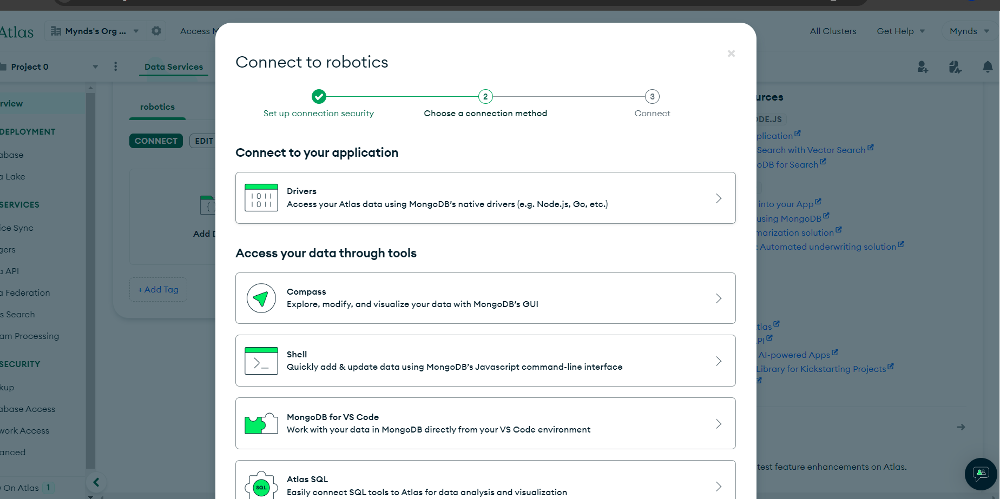 Atlas
Mynds's Org ...
Access M
All Clusters
Get Help
Mynds
Project 0
Data Services
rview
DEPLOYMENT
abase
a Lake
SERVICES
ice Sync
gers
a API
a Federation
s Search
am Processing
SECURITY
kup
abase Access
work Access
anced
v On Atlas 1
robotics
CONNECT
EDIT
Add D
+ Add Tag
Connect to robotics
2
3
Set up connection security
Choose a connection method
Connect
Connect to your application
Drivers
Access your Atlas data using MongoDB's native drivers (e.g. Node.js, Go, etc.)
Access your data through tools
Compass
Explore, modify, and visualize your data with MongoDB's GUI
Shell
Quickly add & update data using MongoDB's Javascript command-line interface
MongoDB for VS Code
Work with your data in MongoDB directly from your VS Code environment
SQL
Atlas SQL
Easily connect SQL tools to Atlas for data analysis and visualization
urces
ODE.JS
plication
Search with Vector Search
oDB for Search
into your App
using MongoDB
marization solution
: Automated underwriting solution
tlas
PI
AI-powered Apps
Library for Kickstarting Projects
test feature enhancements on Atlas.